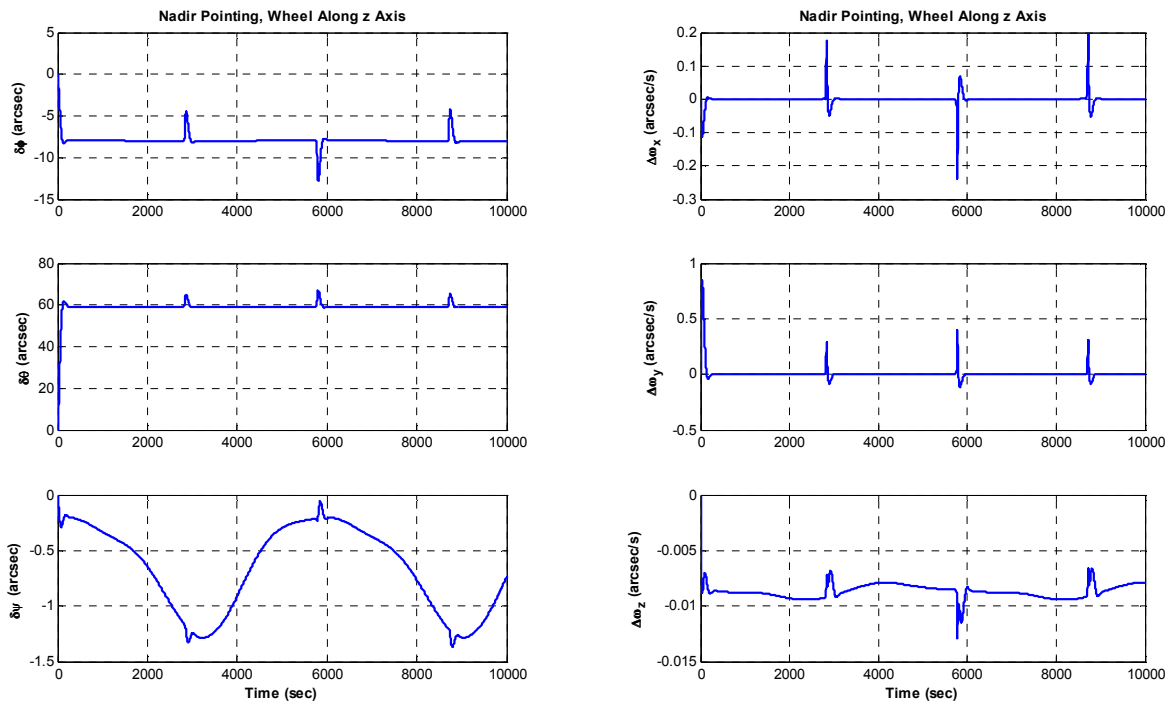 Nadir Pointing, Wheel Along z Axis
5
0
-5
-10
-15
δϕ (arcsec)
0 2000 4000 6000 8000 10000
80
60
40
20
0
δθ (arcsec)
0 2000 4000 6000 8000 10000
0
-0.5
-1
-1.5
δψ (arcsec)
0 2000 4000 6000 8000 10000
Time (sec)
Nadir Pointing, Wheel Along z Axis
0.2
0.1
0
-0.1
-0.2
-0.3
Δωx (arcsec/s)
0 2000 4000 6000 8000 10000
1
0.5
0
-0.5
Δωy (arcsec/s)
0 2000 4000 6000 8000 10000
0
-0.005
-0.01
-0.015
Δωz (arcsec/s)
0 2000 4000 6000 8000 10000
Time (sec)